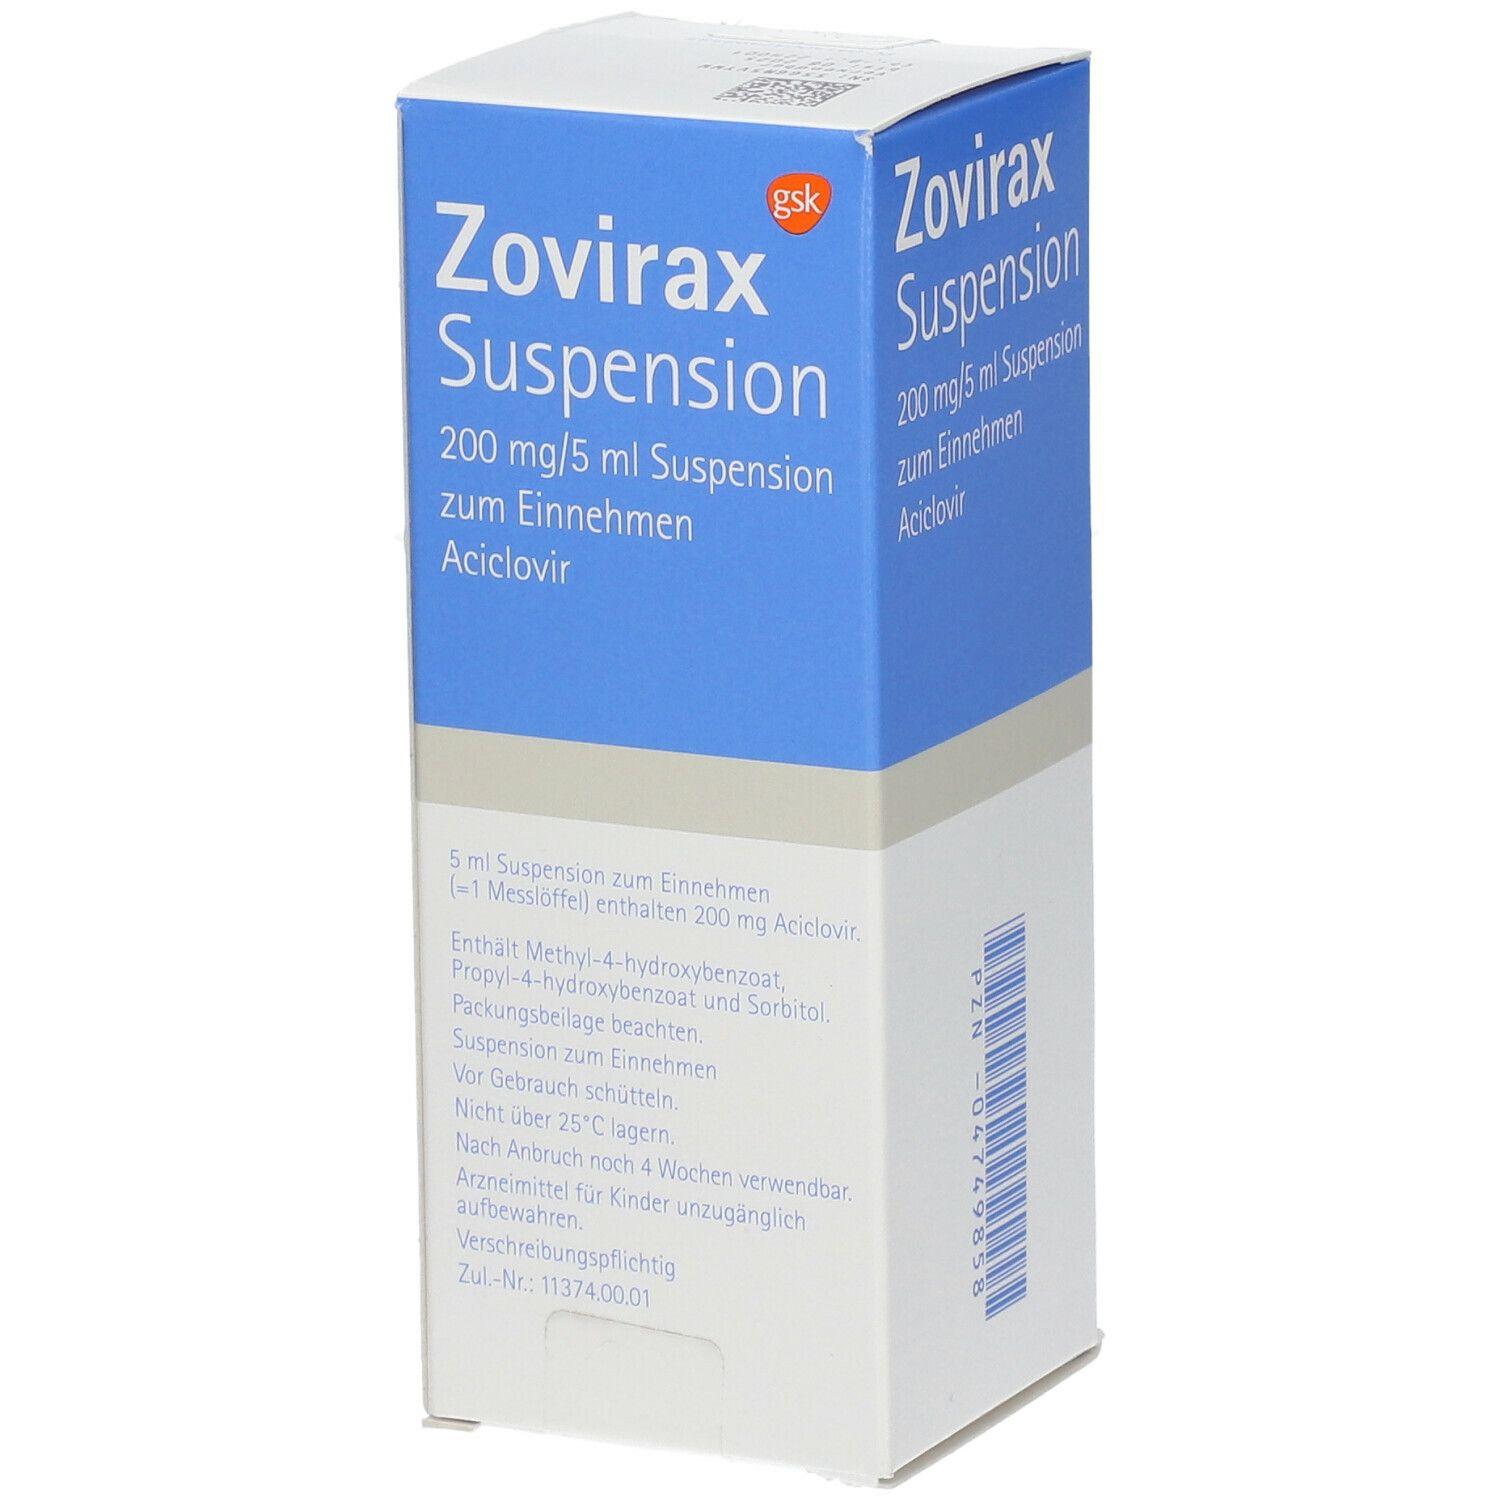 gsk
Zovirax
Suspension
200 mg/5 ml Suspension
zum Einnehmen
Aciclovir
5 ml Suspension zum Einnehmen
(=1 Messlöffel) enthalten 200 mg Aciclovir.
Enthält Methyl-4-hydroxybenzoat,
Propyl-4-hydroxybenzoat und Sorbitol.
Packungsbeilage beachten.
Suspension zum Einnehmen
Vor Gebrauch schütteln.
Nicht über 25°C lagern.
Nach Anbruch noch 4 Wochen verwendbar.
Arzneimittel für Kinder unzugänglich
aufbewahren.
Verschreibungspflichtig
Zul.-Nr.: 11374.00.01
Zovirax
Suspension
200 mg/5 ml Suspension
zum Einnehmen
Aciclovir
PZN -04749858